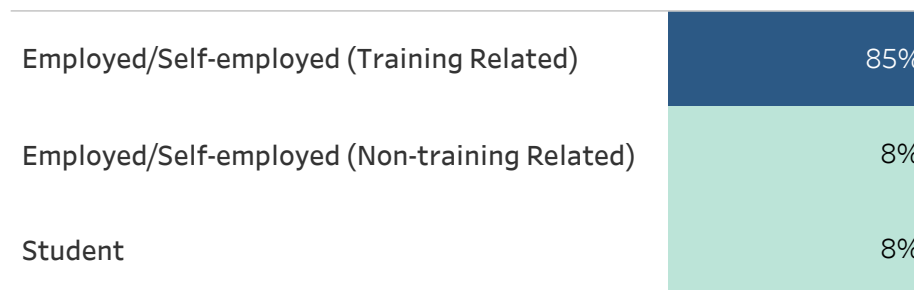 Employed/Self-employed (Training Related) 85%
Employed/Self-employed (Non-training Related) 8%
Student 8%